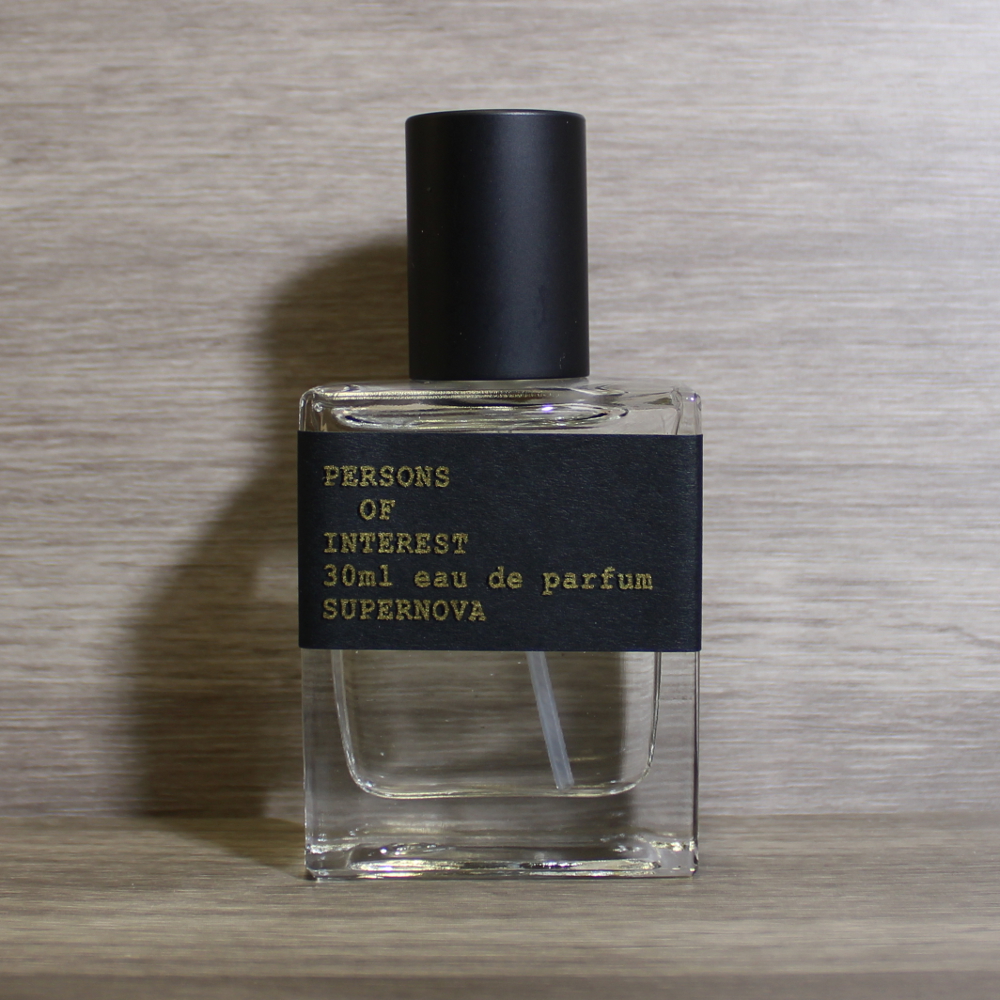 PERSONS
OF
INTEREST
30ml eau de parfum
SUPERNOVA